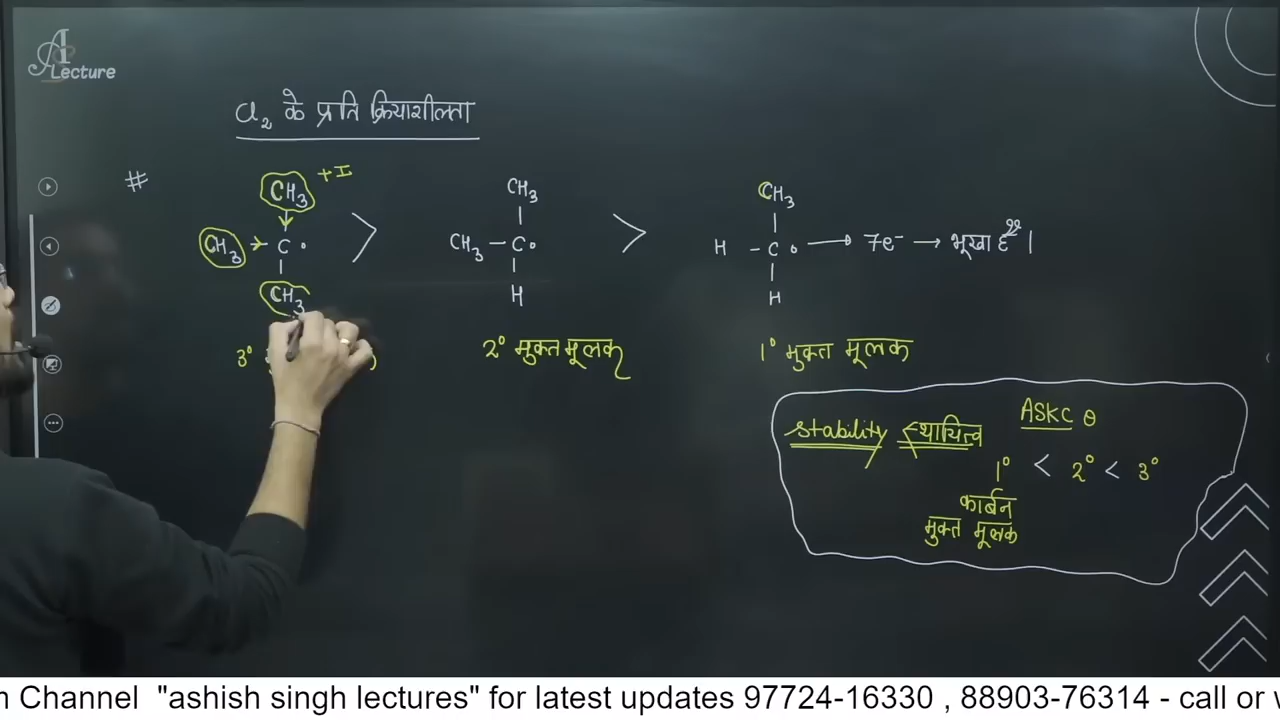 A Lecture
Cl₂ के प्रति क्रियाशीलता
#
CH₃ +I
CH₃ → C •
CH₃
>
CH₃
CH₃ – C •
H
>
CH₃
H – C • → 7e⁻ → भूखा है।
H
3°
2° मुक्त मूलक
1° मुक्त मूलक
Stability स्थायित्व ASKC θ
1° < 2° < 3°
कार्बन
मुक्त मूलक
Channel "ashish singh lectures" for latest updates 97724-16330 , 88903-76314 - call or